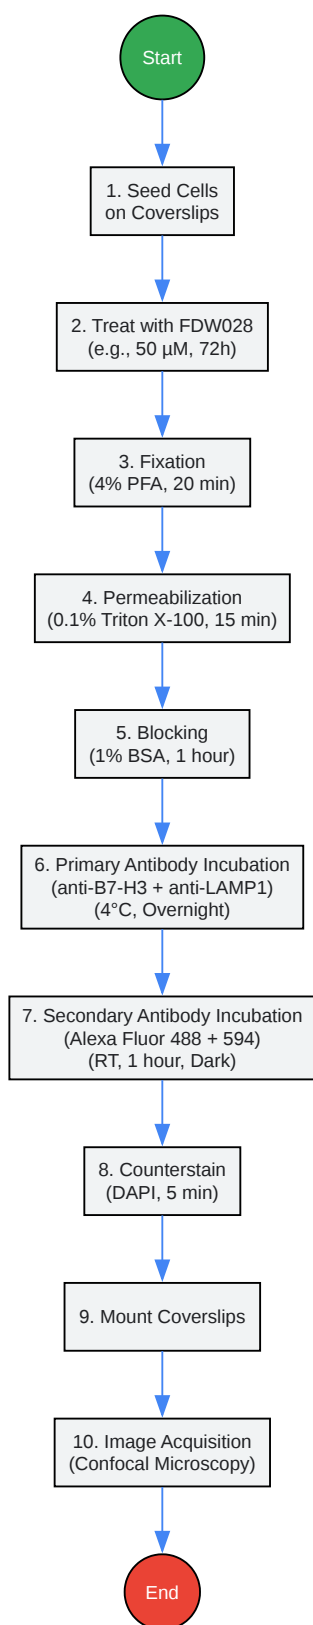 Start
1. Seed Cells
on Coverslips
2. Treat with FDW028
(e.g., 50 µM, 72h)
3. Fixation
(4% PFA, 20 min)
4. Permeabilization
(0.1% Triton X-100, 15 min)
5. Blocking
(1% BSA, 1 hour)
6. Primary Antibody Incubation
(anti-B7-H3 + anti-LAMP1)
(4°C, Overnight)
7. Secondary Antibody Incubation
(Alexa Fluor 488 + 594)
(RT, 1 hour, Dark)
8. Counterstain
(DAPI, 5 min)
9. Mount Coverslips
10. Image Acquisition
(Confocal Microscopy)
End